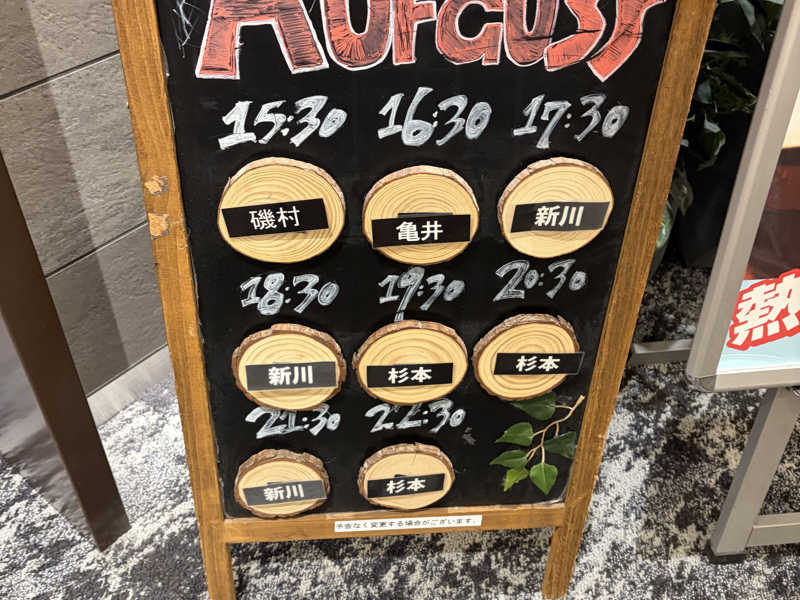 AUFGUSS
15:30 16:30 17:30
磯村 亀井 新川
18:30 19:30 20:30
新川 杉本 杉本
21:30 22:30
新川 杉本
予告なく変更する場合がございます。
熱